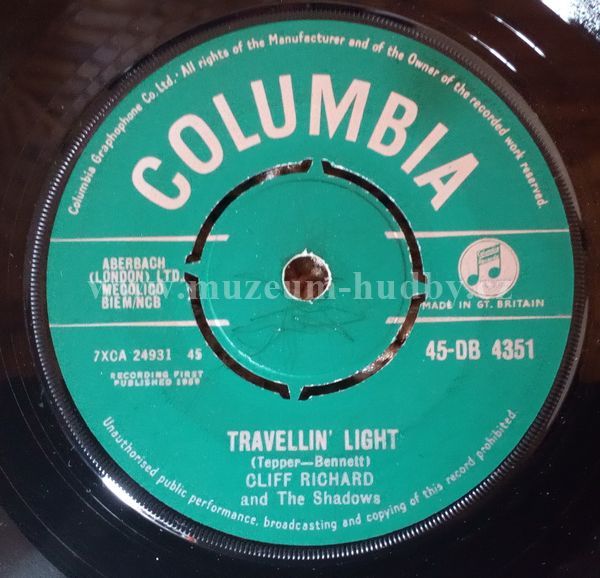 Columbia Graphophone Co. Ltd. · All rights of the Manufacturer and of the Owner of the recorded work reserved.
COLUMBIA
ABERBACH
(LONDON) LTD.
MECOLICO
BIEM/NCB
MADE IN GT. BRITAIN
www.muzeum-hudby.cz
7XCA 24931 45
45-DB 4351
RECORDING FIRST
PUBLISHED 1959
TRAVELLIN' LIGHT
(Tepper—Bennett)
CLIFF RICHARD
and The Shadows
Unauthorised public performance, broadcasting and copying of this record prohibited.